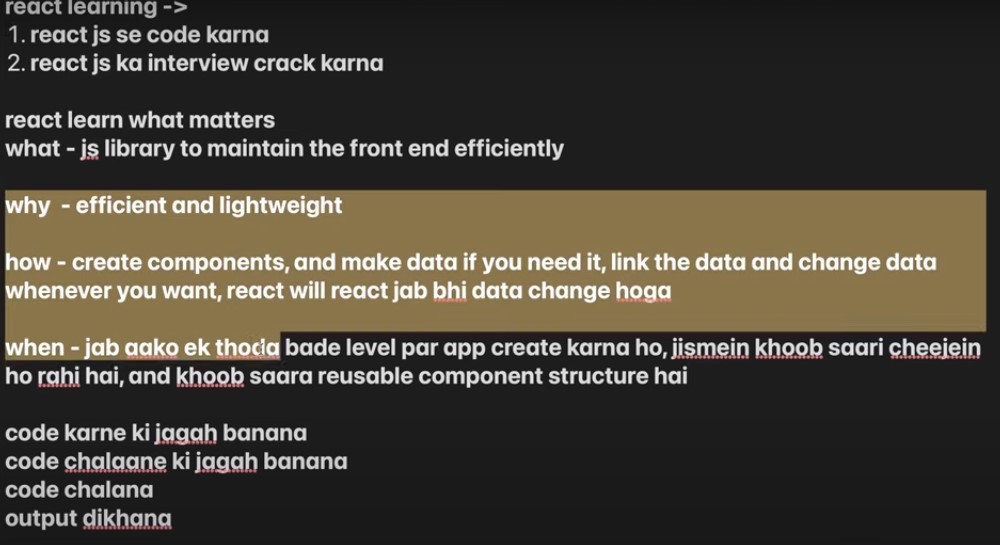 react learning ->
1. react js se code karna
2. react js ka interview crack karna
react learn what matters
what - js library to maintain the front end efficiently
why - efficient and lightweight
how - create components, and make data if you need it, link the data and change data
whenever you want, react will react jab bhi data change hoga
when - jab aako ek thoda bade level par app create karna ho, jismein khoob saari cheejein
ho rahi hai, and khoob saara reusable component structure hai
code karne ki jagah banana
code chalaane ki jagah banana
code chalana
output dikhana